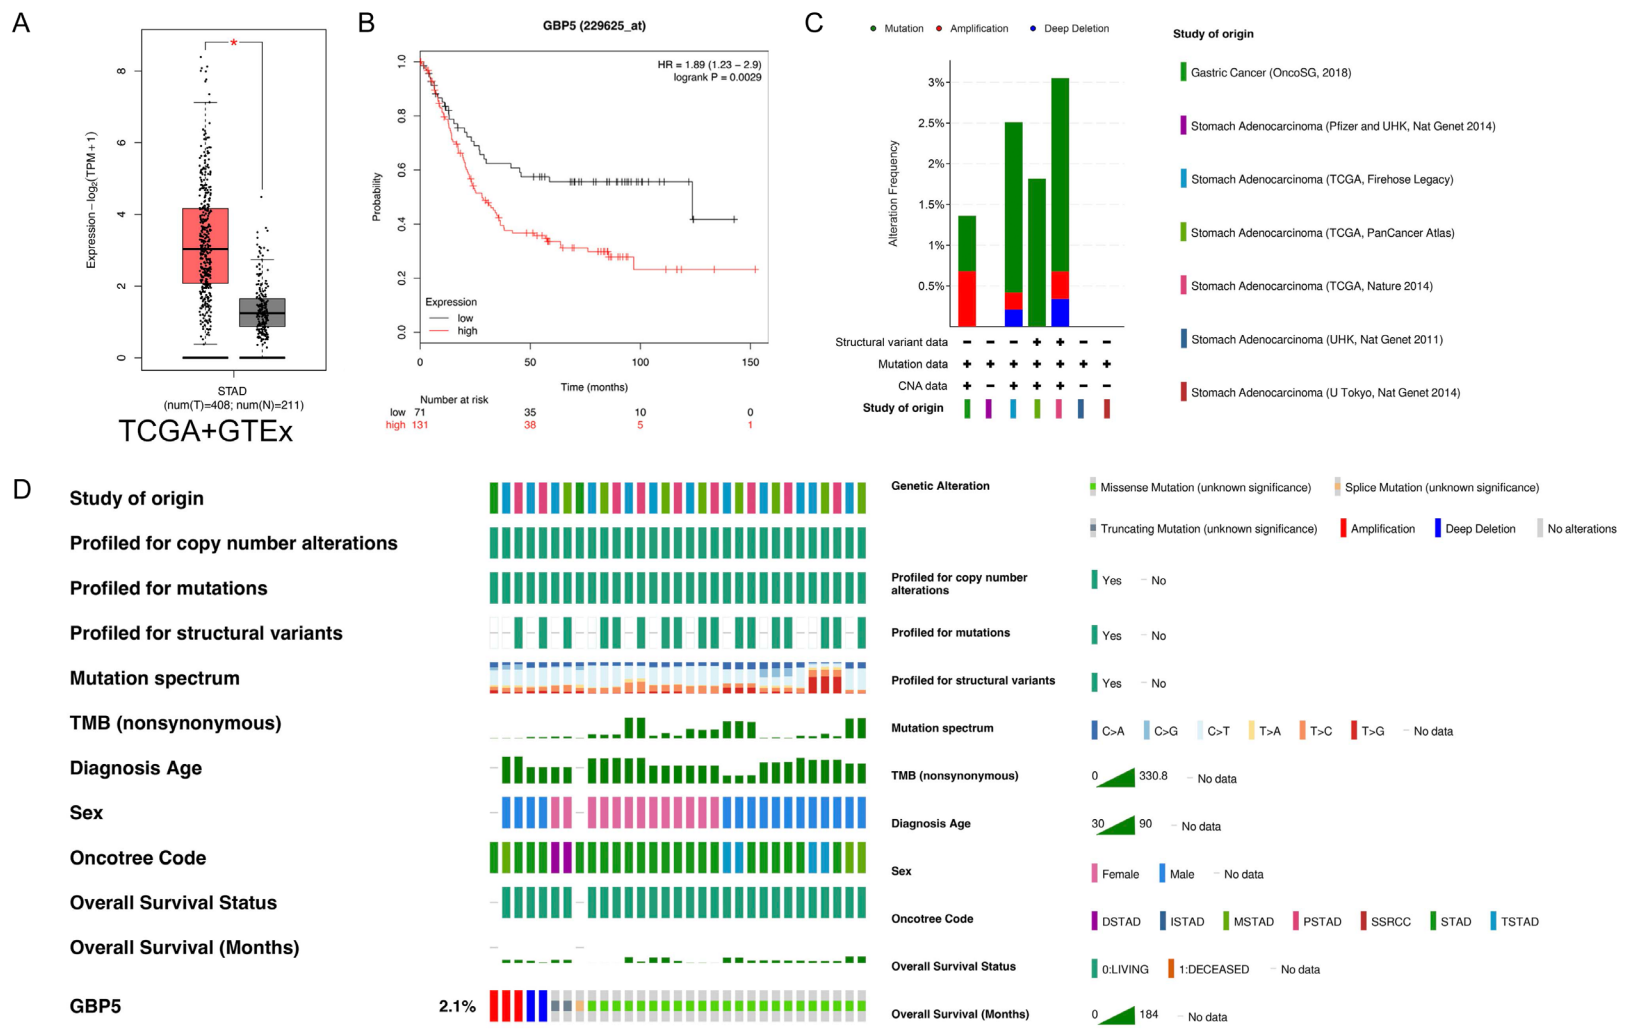 A
*
Expression – log2(TPM + 1)
8
6
4
2
0
STAD
(num(T)=408; num(N)=211)
TCGA+GTEx
B
GBP5 (229625_at)
HR = 1.89 (1.23 – 2.9)
logrank P = 0.0029
Probability
1.0
0.8
0.6
0.4
0.2
0.0
Expression
low
high
0 50 100 150
Time (months)
Number at risk
low 71 35 10 0
high 131 38 5 1
C
Mutation Amplification Deep Deletion
Alteration Frequency
3%
2.5%
2%
1.5%
1%
0.5%
Structural variant data – – – + + – –
Mutation data + + + + + + +
CNA data + – + + + – –
Study of origin
Study of origin
Gastric Cancer (OncoSG, 2018)
Stomach Adenocarcinoma (Pfizer and UHK, Nat Genet 2014)
Stomach Adenocarcinoma (TCGA, Firehose Legacy)
Stomach Adenocarcinoma (TCGA, PanCancer Atlas)
Stomach Adenocarcinoma (TCGA, Nature 2014)
Stomach Adenocarcinoma (UHK, Nat Genet 2011)
Stomach Adenocarcinoma (U Tokyo, Nat Genet 2014)
D
Study of origin
Profiled for copy number alterations
Profiled for mutations
Profiled for structural variants
Mutation spectrum
TMB (nonsynonymous)
Diagnosis Age
Sex
Oncotree Code
Overall Survival Status
Overall Survival (Months)
GBP5 2.1%
Genetic Alteration
Missense Mutation (unknown significance) Splice Mutation (unknown significance)
Truncating Mutation (unknown significance) Amplification Deep Deletion No alterations
Profiled for copy number
alterations
Yes – No
Profiled for mutations
Yes – No
Profiled for structural variants
Yes – No
Mutation spectrum
C>A C>G C>T T>A T>C T>G – No data
TMB (nonsynonymous)
0 330.8 – No data
Diagnosis Age
30 90 – No data
Sex
Female Male – No data
Oncotree Code
DSTAD ISTAD MSTAD PSTAD SSRCC STAD TSTAD
Overall Survival Status
0:LIVING 1:DECEASED – No data
Overall Survival (Months)
0 184 – No data